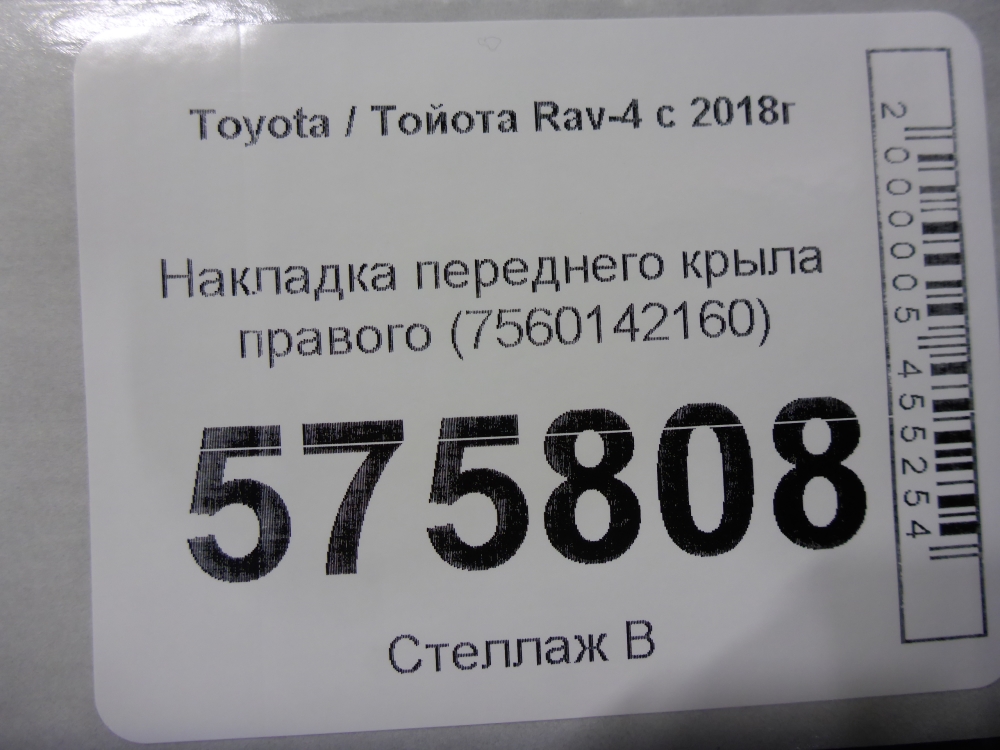 Toyota / Тойота Rav-4 с 2018г
Накладка переднего крыла
правого (7560142160)
575808
Стеллаж В
2000005455254